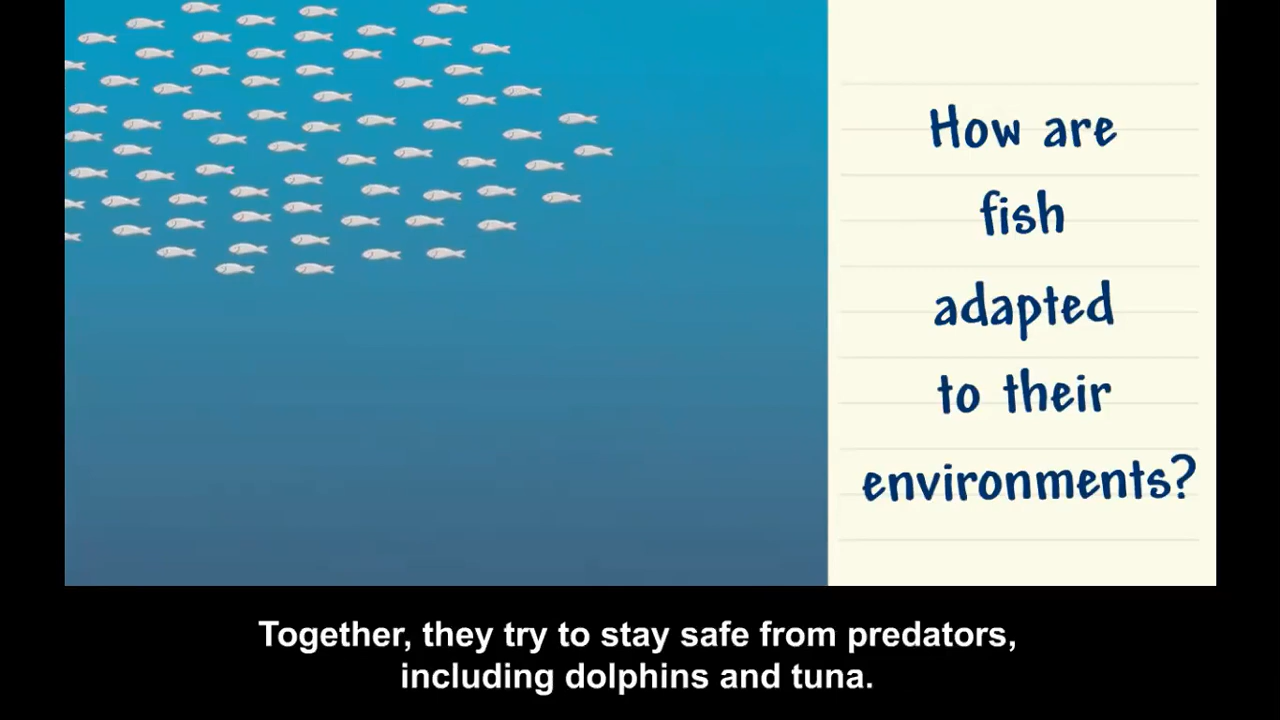 How are
fish
adapted
to their
environments?
Together, they try to stay safe from predators,
including dolphins and tuna.